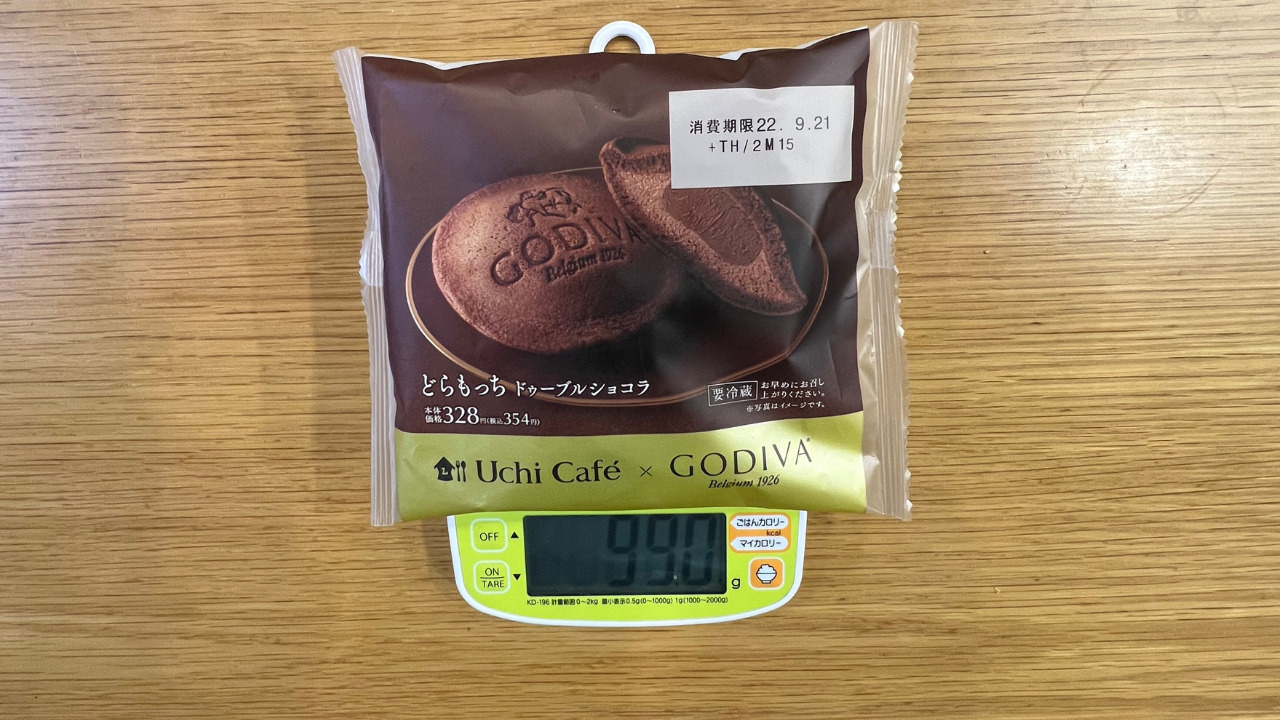 消費期限22. 9.21
+TH/2M15
GODIVA
Belgium 1926
どらもっち ドゥーブルショコラ
本体価格328円(税込354円)
要冷蔵 お早めにお召し上がりください。
※写真はイメージです。
Uchi Café × GODIVA
Belgium 1926
OFF
ON/TARE
99.0 g
ごはんカロリー
kcal
マイカロリー
KD-196 計量範囲0~2kg 最小表示0.5g(0~1000g) 1g(1000~2000g)